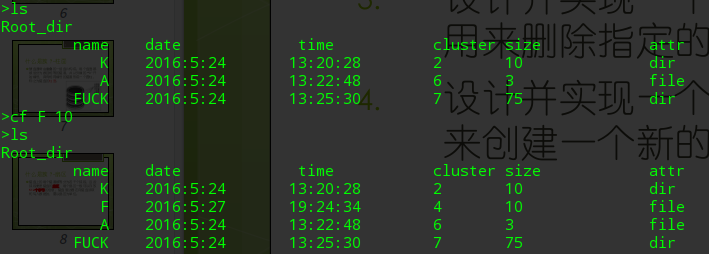 >ls
Root_dir
name date time cluster size attr
K 2016:5:24 13:20:28 2 10 dir
A 2016:5:24 13:22:48 6 3 file
FUCK 2016:5:24 13:25:30 7 75 dir
>cf F 10
>ls
Root_dir
name date time cluster size attr
K 2016:5:24 13:20:28 2 10 dir
F 2016:5:27 19:24:34 4 10 file
A 2016:5:24 13:22:48 6 3 file
FUCK 2016:5:24 13:25:30 7 75 dir
6
7
8
3. 设计并实现一个
用来删除指定的
4. 设计并实现一个
来创建一个新的